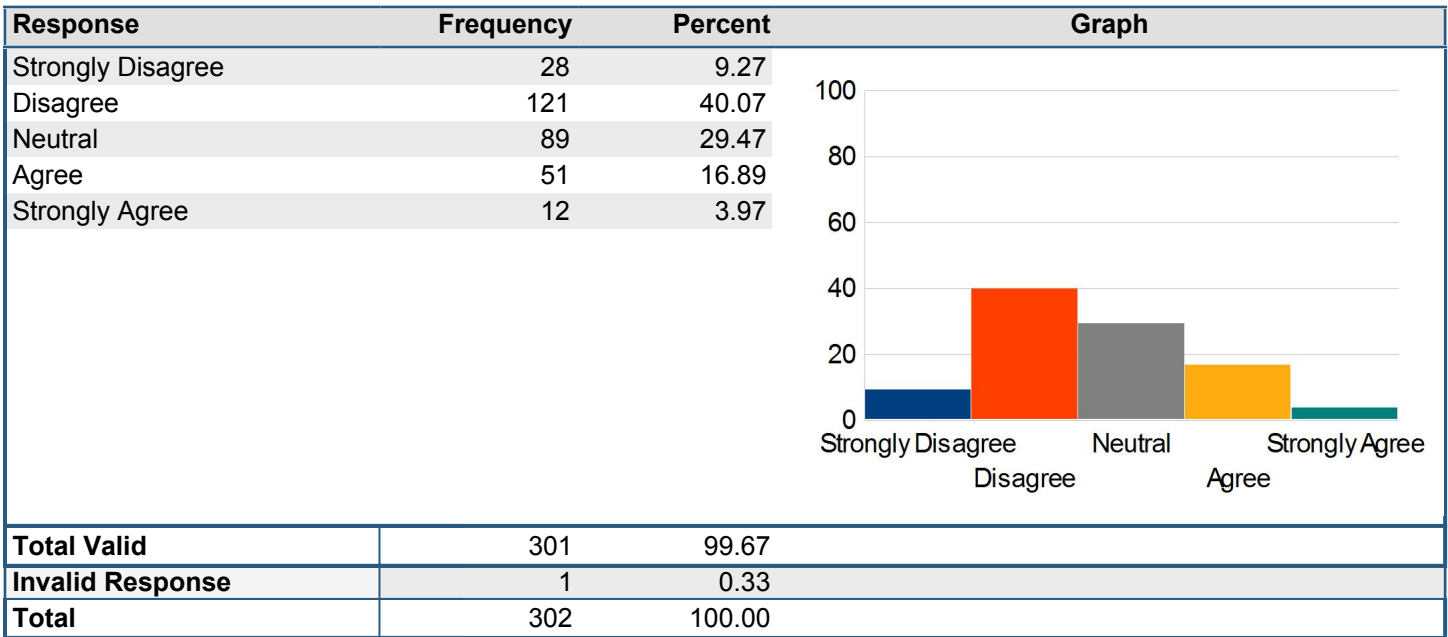 Response Frequency Percent Graph
Strongly Disagree 28 9.27
Disagree 121 40.07
Neutral 89 29.47
Agree 51 16.89
Strongly Agree 12 3.97
100
80
60
40
20
0
Strongly Disagree Neutral Strongly Agree
Disagree Agree
Total Valid 301 99.67
Invalid Response 1 0.33
Total 302 100.00